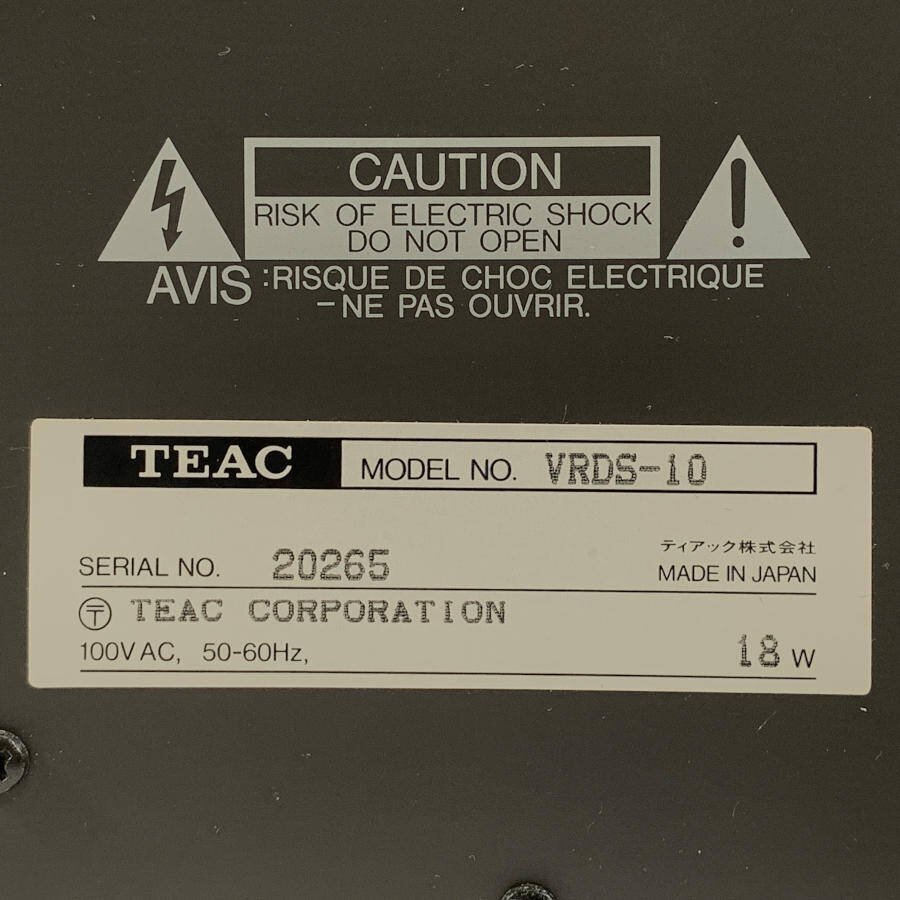 CAUTION
RISK OF ELECTRIC SHOCK
DO NOT OPEN
AVIS :RISQUE DE CHOC ELECTRIQUE
–NE PAS OUVRIR.
TEAC MODEL NO. VRDS-10
ティアック株式会社
SERIAL NO. 20265 MADE IN JAPAN
〶 TEAC CORPORATION
100V AC, 50-60Hz, 18 W